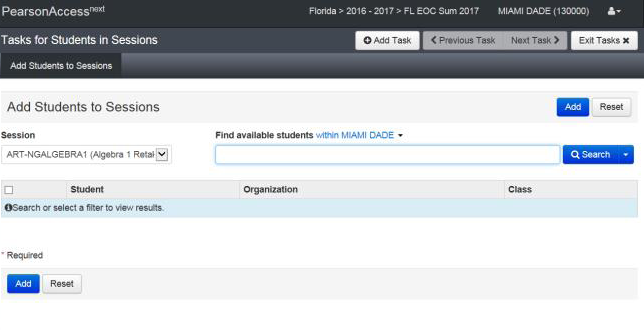 PearsonAccessnext
Florida > 2016 - 2017 > FL EOC Sum 2017 MIAMI DADE (130000)
Tasks for Students in Sessions
Add Task Previous Task Next Task Exit Tasks ×
Add Students to Sessions
Add Students to Sessions
Add Reset
Session Find available students within MIAMI DADE
ART-NGALGEBRA1 (Algebra 1 Retal Search
Student Organization Class
Search or select a filter to view results.
* Required
Add Reset